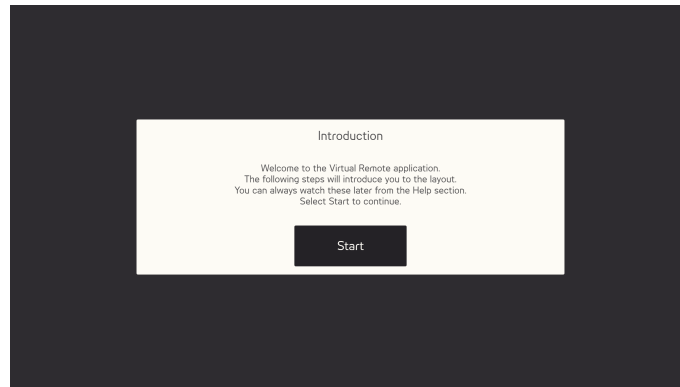 Introduction
Welcome to the Virtual Remote application.
The following steps will introduce you to the layout.
You can always watch these later from the Help section.
Select Start to continue.
Start